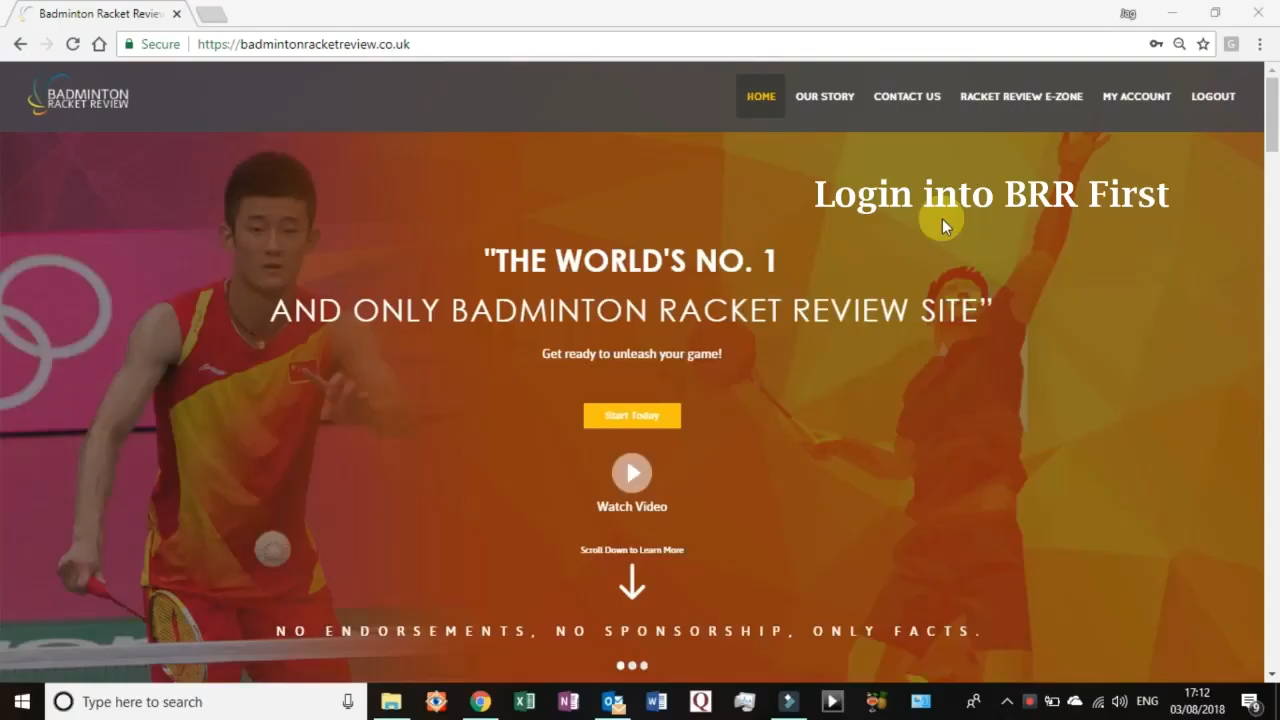 Badminton Racket Revie
Jag
Secure
https://badmintonracketreview.co.uk
G
BADMINTON
RACKET REVIEW
HOME
OUR STORY
CONTACT US
RACKET REVIEW E-ZONE
MY ACCOUNT
LOGOUT
Login into BRR First
"THE WORLD'S NO. 1
AND ONLY BADMINTON RACKET REVIEW SITE”
Get ready to unleash your game!
Start Today
Watch Video
Scroll Down to Learn More
NO ENDORSEMENTS, NO SPONSORSHIP, ONLY FACTS.
Type here to search
ENG
17:12
03/08/2018
9